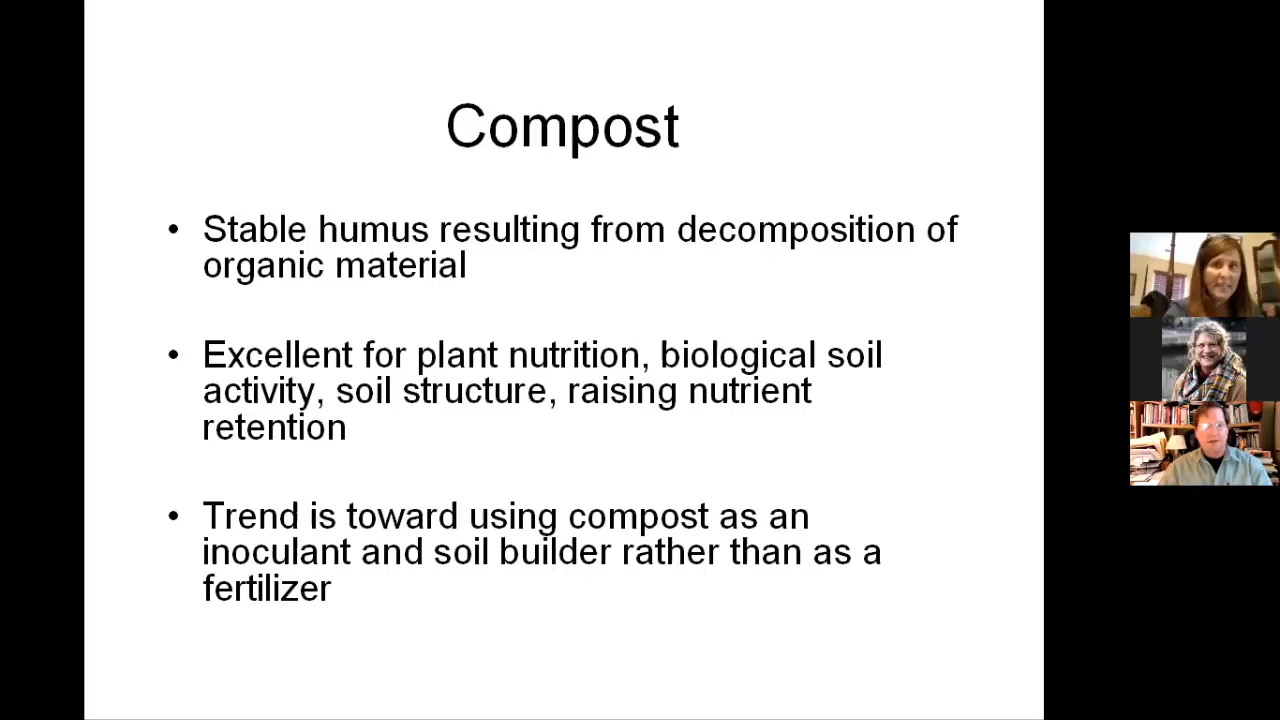 Compost
• Stable humus resulting from decomposition of
organic material
• Excellent for plant nutrition, biological soil
activity, soil structure, raising nutrient
retention
• Trend is toward using compost as an
inoculant and soil builder rather than as a
fertilizer